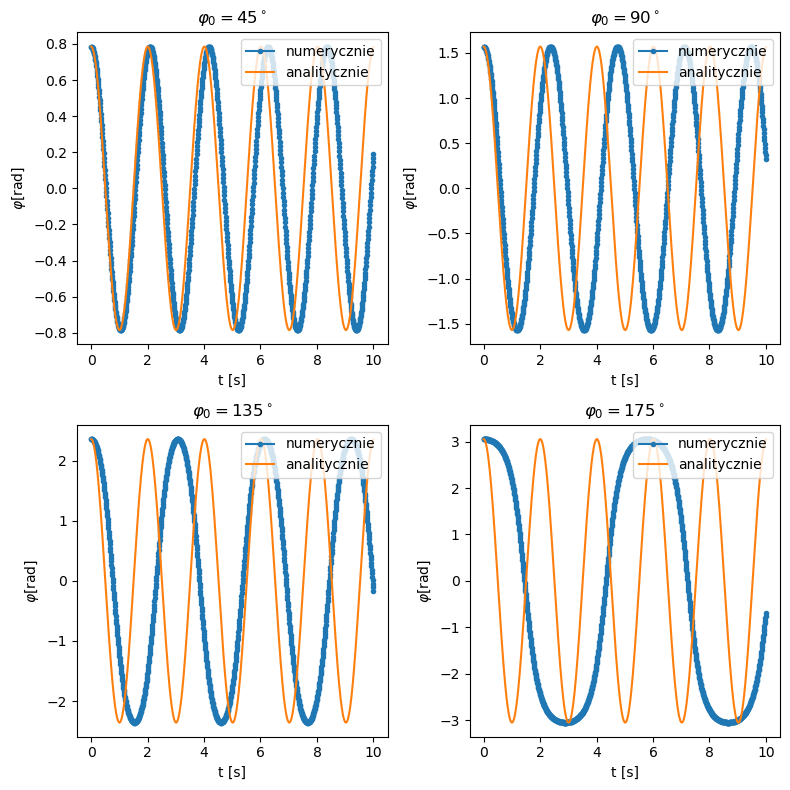 φ₀ = 45°
0.8
0.6
0.4
0.2
0.0
−0.2
−0.4
−0.6
−0.8
φ[rad]
numerycznie
analitycznie
0 2 4 6 8 10
t [s]
φ₀ = 90°
1.5
1.0
0.5
0.0
−0.5
−1.0
−1.5
φ[rad]
numerycznie
analitycznie
0 2 4 6 8 10
t [s]
φ₀ = 135°
2
1
0
−1
−2
φ[rad]
numerycznie
analitycznie
0 2 4 6 8 10
t [s]
φ₀ = 175°
3
2
1
0
−1
−2
−3
φ[rad]
numerycznie
analitycznie
0 2 4 6 8 10
t [s]